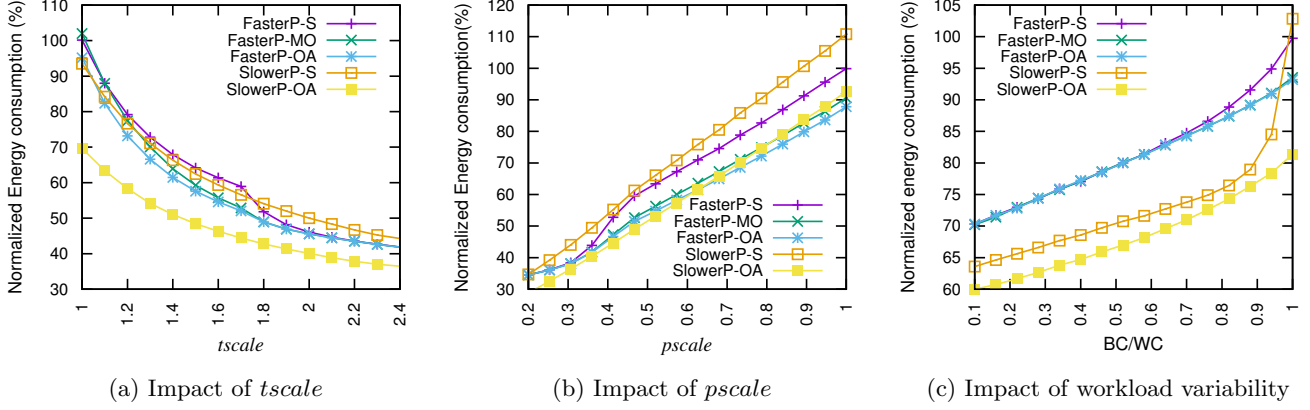 Normalized Energy consumption (%)
110
100
90
80
70
60
50
40
30
1
1.2
1.4
1.6
1.8
2
2.2
2.4
tscale
FasterP-S
FasterP-MO
FasterP-OA
SlowerP-S
SlowerP-OA
(a) Impact of tscale
Normalized Energy consumption(%)
120
110
100
90
80
70
60
50
40
30
0.2
0.3
0.4
0.5
0.6
0.7
0.8
0.9
1
pscale
FasterP-S
FasterP-MO
FasterP-OA
SlowerP-S
SlowerP-OA
(b) Impact of pscale
Normalized energy consumption (%)
105
100
95
90
85
80
75
70
65
60
0.1
0.2
0.3
0.4
0.5
0.6
0.7
0.8
0.9
1
BC/WC
FasterP-S
FasterP-MO
FasterP-OA
SlowerP-S
SlowerP-OA
(c) Impact of workload variability